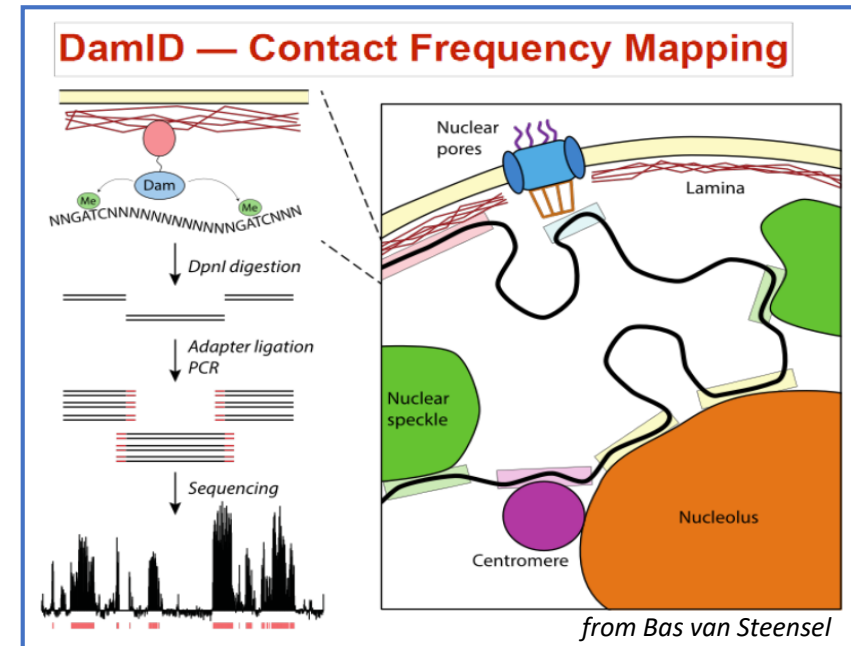 DamID — Contact Frequency Mapping
Dam
Me
Me
NNGATCNNNNNNNNNNNNNGATCNNN
DpnI digestion
Adapter ligation
PCR
Sequencing
Nuclear
pores
Lamina
Nuclear
speckle
Nucleolus
Centromere
from Bas van Steensel